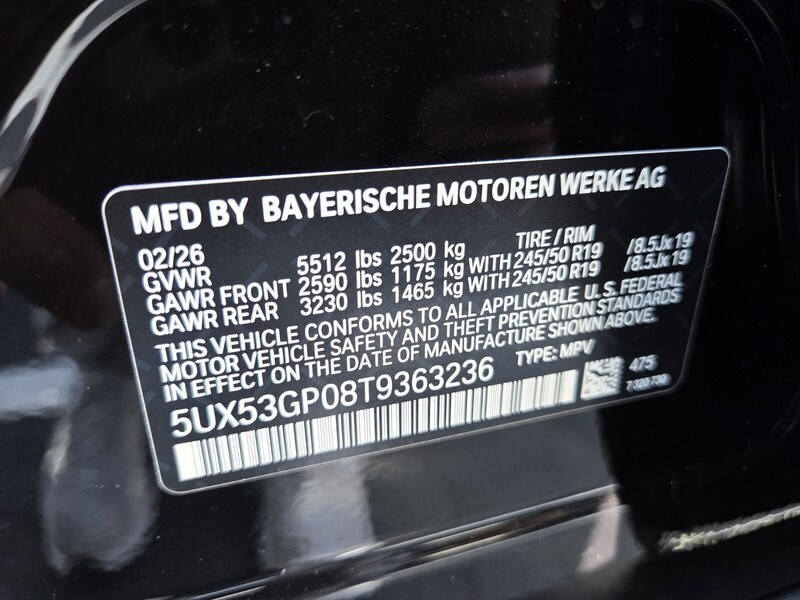 MFD BY BAYERISCHE MOTOREN WERKE AG
02/26 TIRE / RIM
GVWR 5512 lbs 2500 kg
GAWR FRONT 2590 lbs 1175 kg WITH 245/50 R19 /8.5Jx19
GAWR REAR 3230 lbs 1465 kg WITH 245/50 R19 /8.5Jx19
THIS VEHICLE CONFORMS TO ALL APPLICABLE U.S. FEDERAL
MOTOR VEHICLE SAFETY AND THEFT PREVENTION STANDARDS
IN EFFECT ON THE DATE OF MANUFACTURE SHOWN ABOVE.
5UX53GP08T9363236 TYPE: MPV
475
7 320 738